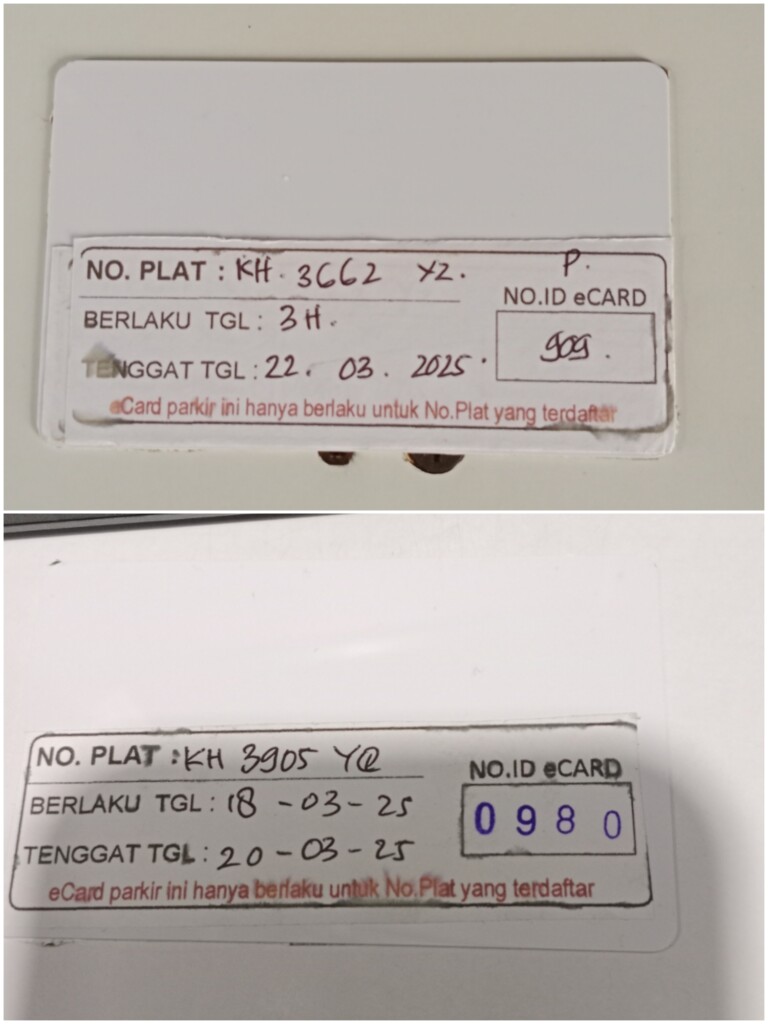 NO. PLAT : KH. 3662 YZ.
P.
NO.ID eCARD
BERLAKU TGL : 3H.
909.
TENGGAT TGL : 22. 03. 2025.
eCard parkir ini hanya berlaku untuk No.Plat yang terdaftar
NO. PLAT : KH 3905 YQ
NO.ID eCARD
BERLAKU TGL : 18 - 03 - 25
0980
TENGGAT TGL : 20 - 03 - 25
eCard parkir ini hanya berlaku untuk No.Plat yang terdaftar